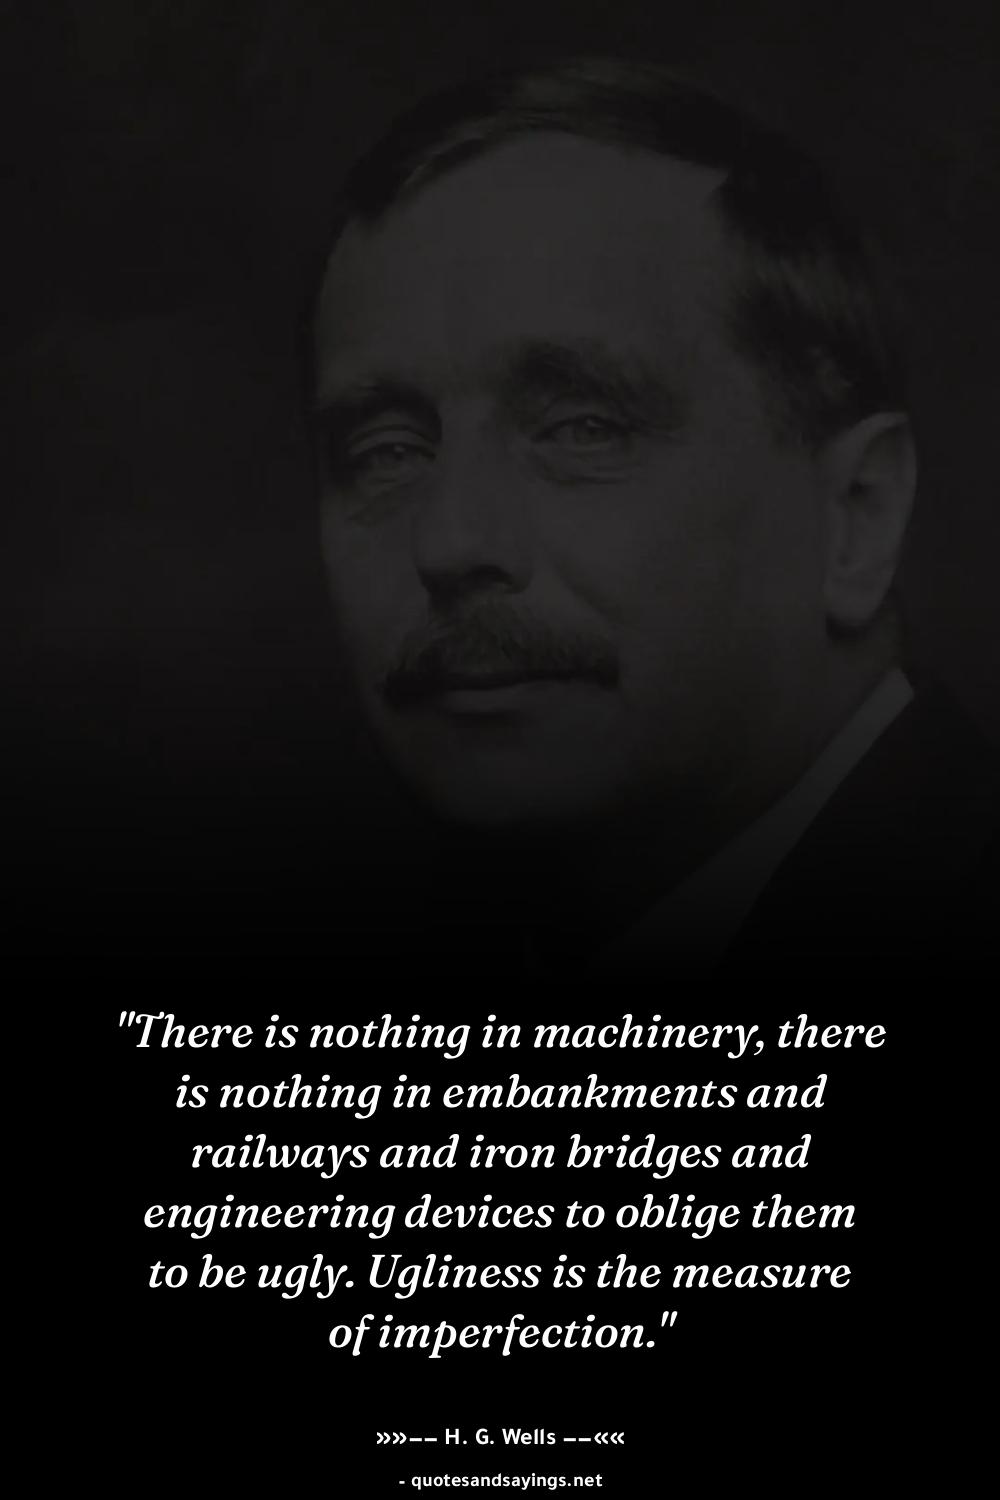 "There is nothing in machinery, there
is nothing in embankments and
railways and iron bridges and
engineering devices to oblige them
to be ugly. Ugliness is the measure
of imperfection."
»»–– H. G. Wells ––««
- quotesandsayings.net